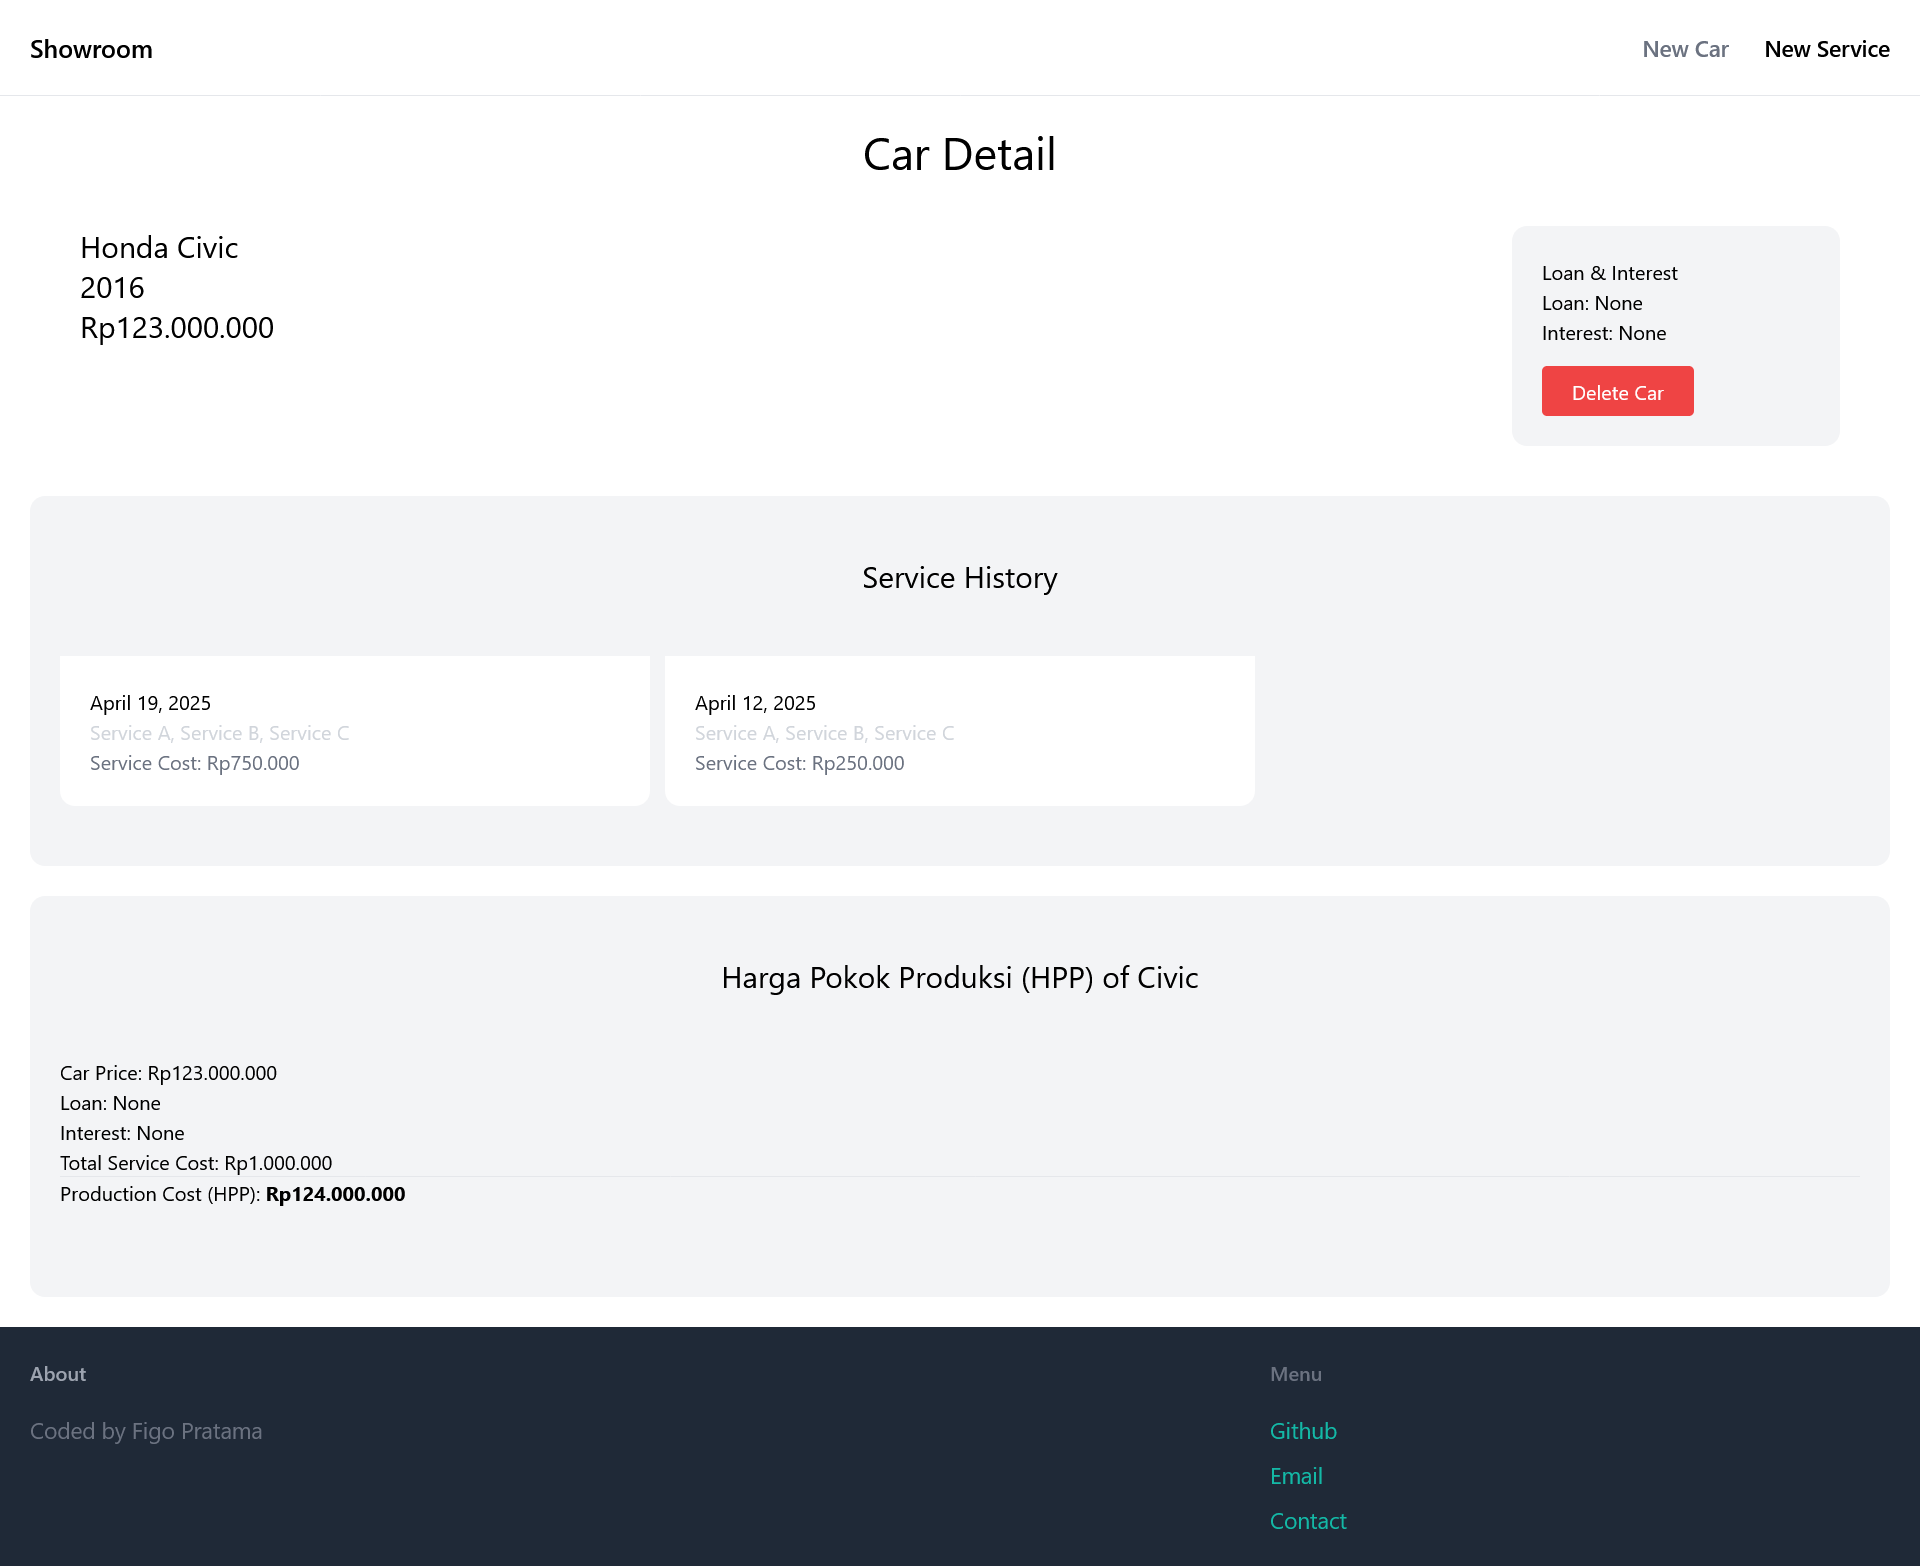 Showroom
New Car
New Service
Car Detail
Honda Civic
2016
Rp123.000.000
Loan & Interest
Loan: None
Interest: None
Delete Car
Service History
April 19, 2025
Service A, Service B, Service C
Service Cost: Rp750.000
April 12, 2025
Service A, Service B, Service C
Service Cost: Rp250.000
Harga Pokok Produksi (HPP) of Civic
Car Price: Rp123.000.000
Loan: None
Interest: None
Total Service Cost: Rp1.000.000
Production Cost (HPP): Rp124.000.000
About
Coded by Figo Pratama
Menu
Github
Email
Contact